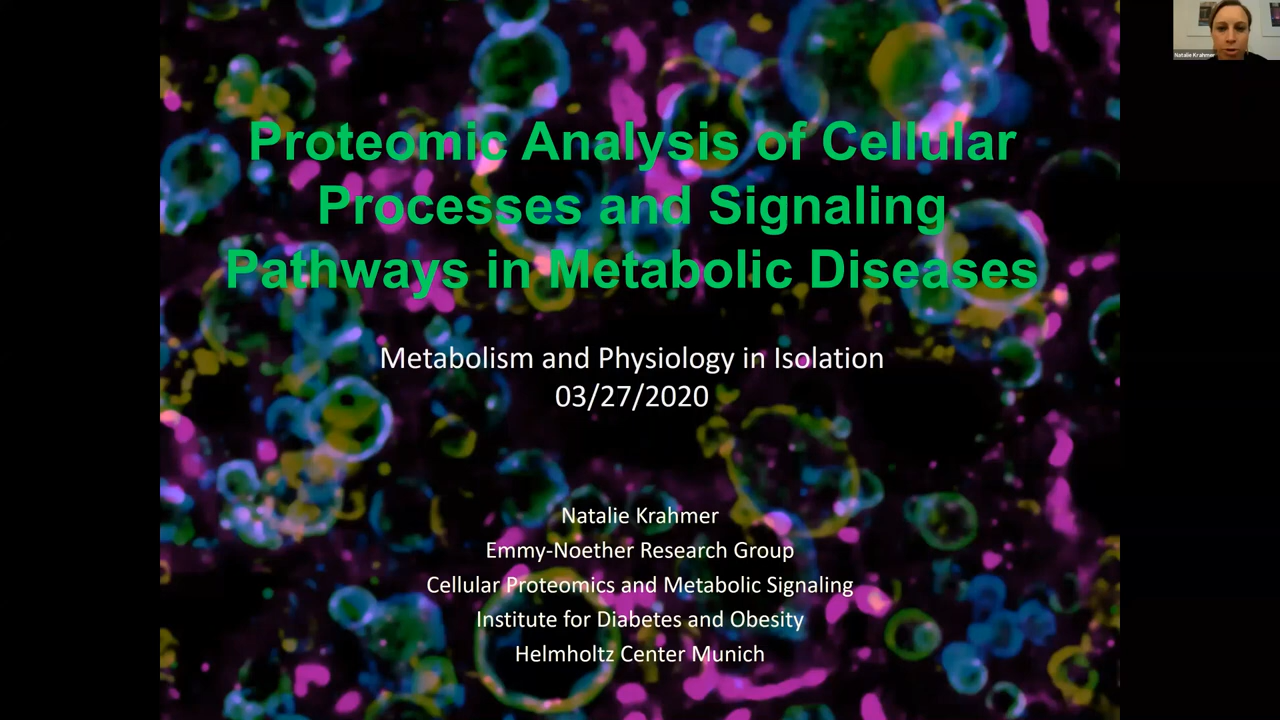 Proteomic Analysis of Cellular
Processes and Signaling
Pathways in Metabolic Diseases
Metabolism and Physiology in Isolation
03/27/2020
Natalie Krahmer
Emmy-Noether Research Group
Cellular Proteomics and Metabolic Signaling
Institute for Diabetes and Obesity
Helmholtz Center Munich
Natalie Krahmer